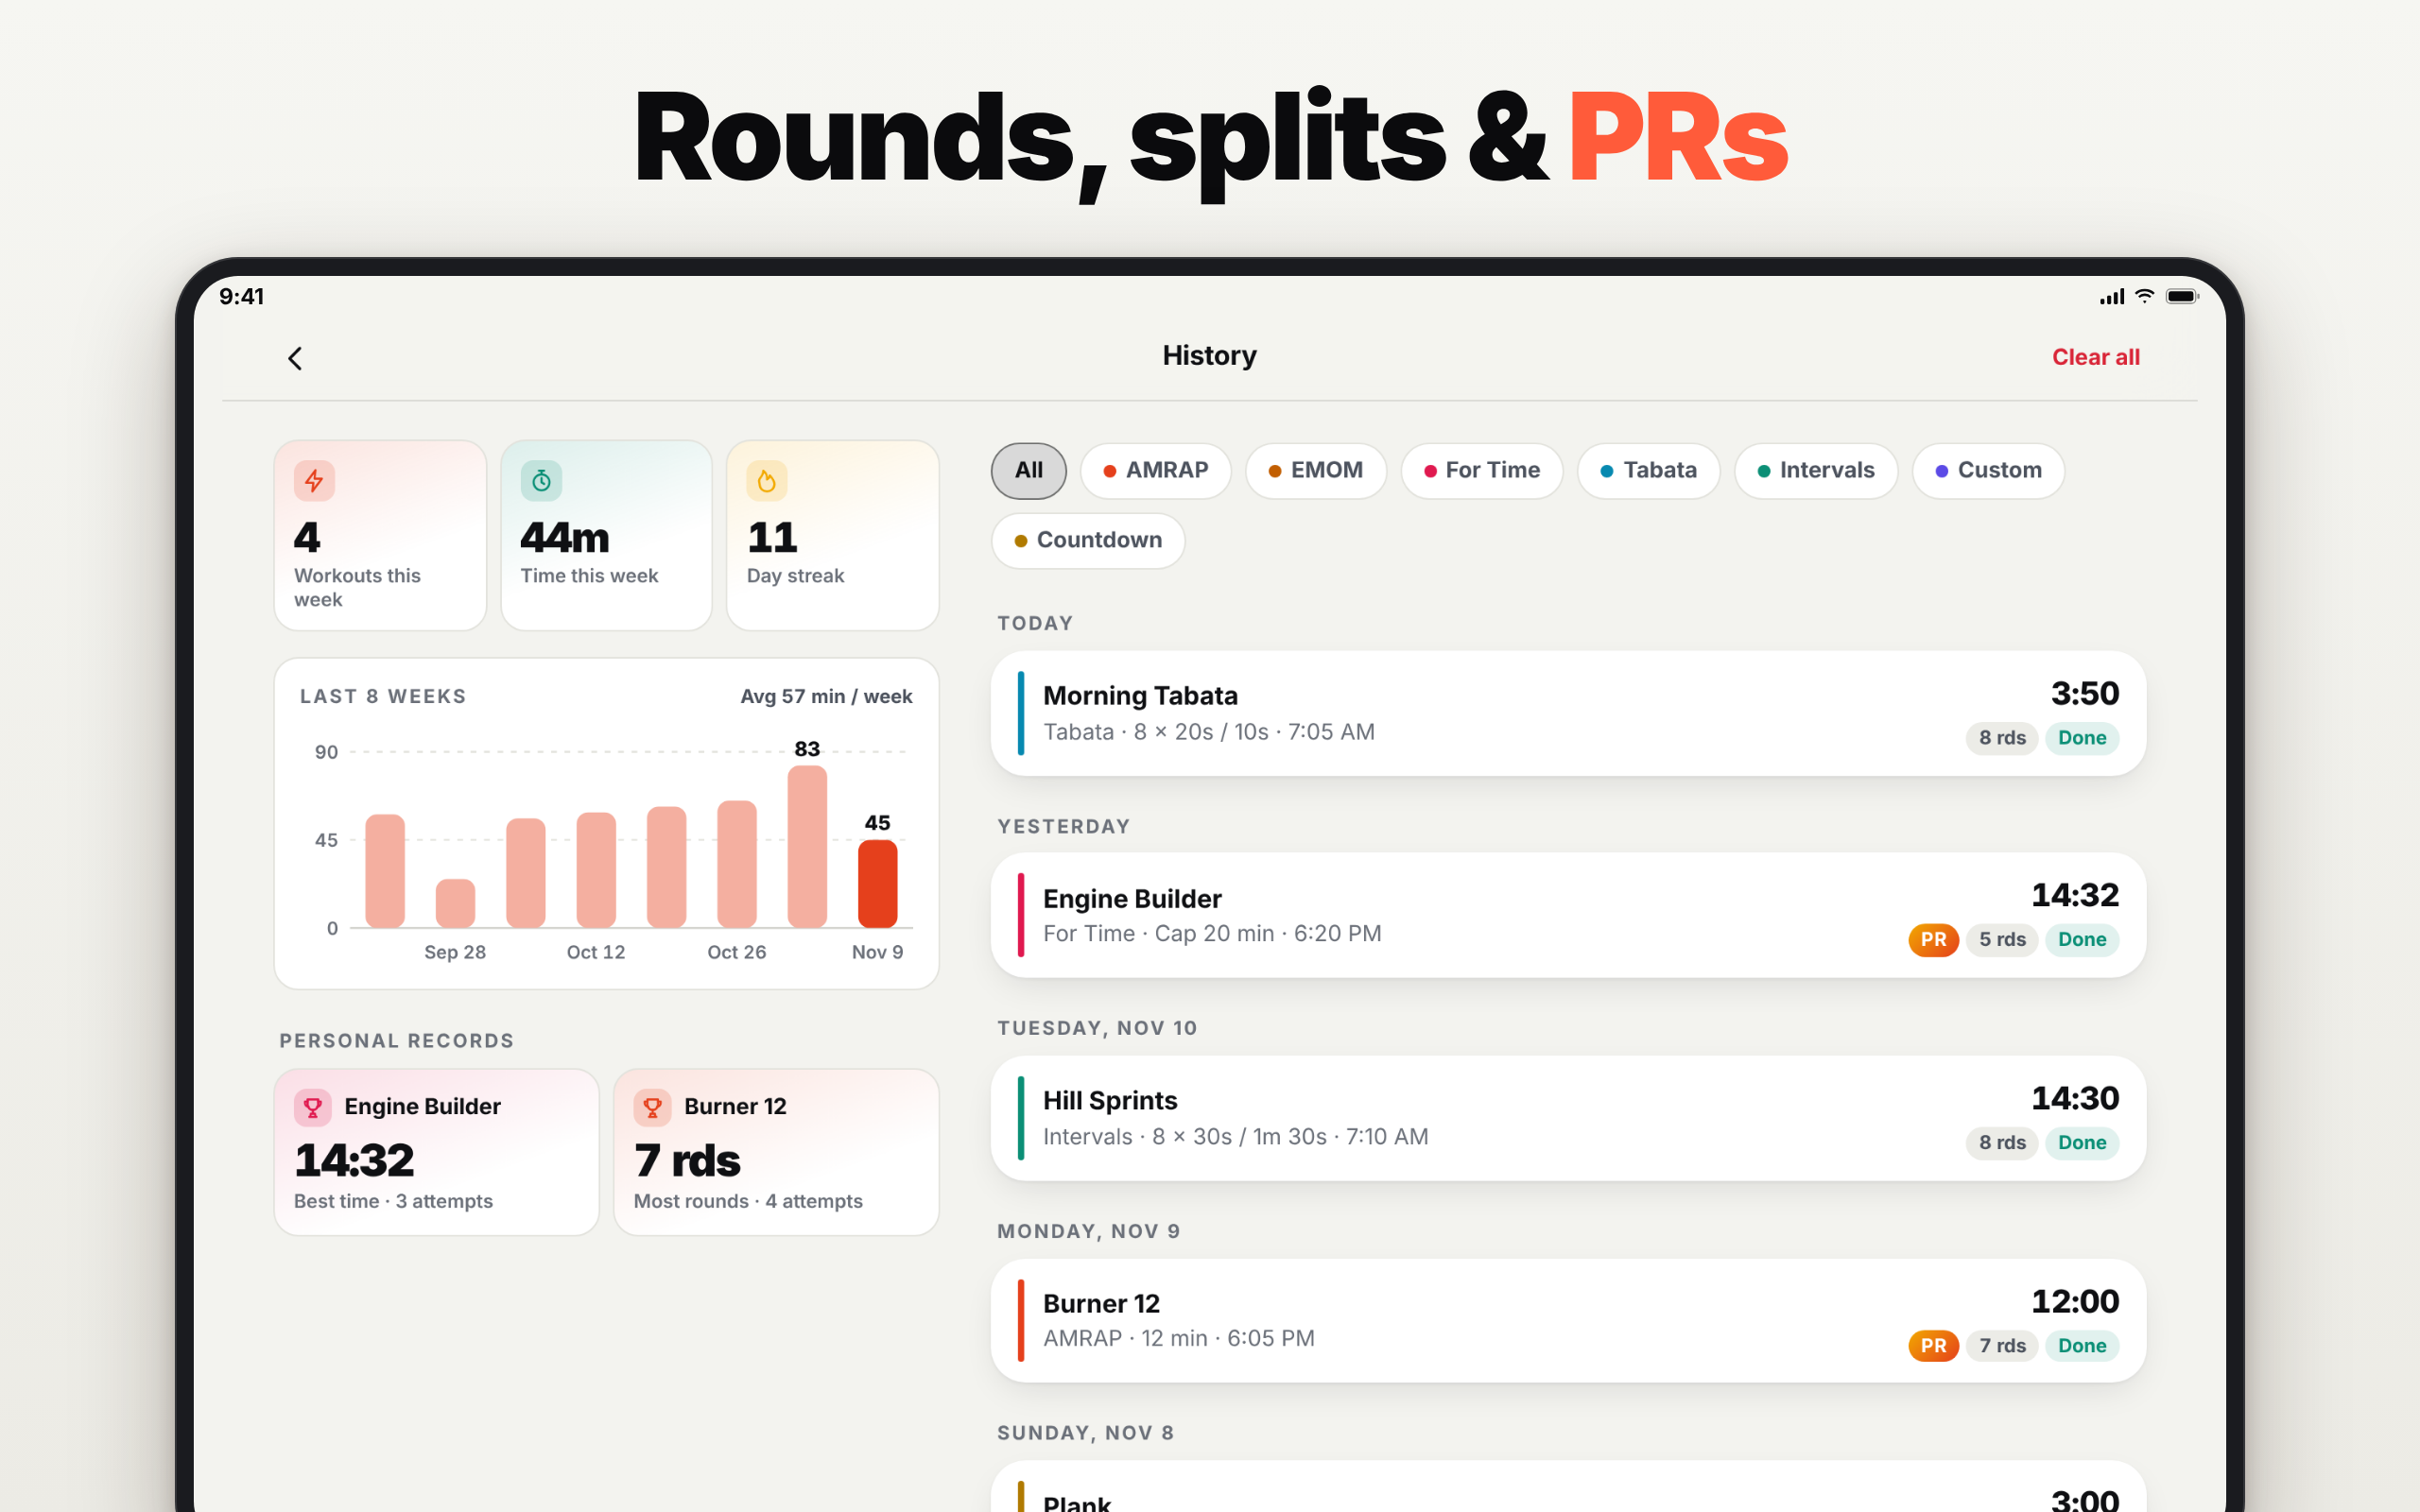 Rounds, splits & PRs
9:41
History
Clear all
4
Workouts this
week
44m
Time this week
11
Day streak
LAST 8 WEEKS
Avg 57 min / week
90
45
0
83
45
Sep 28
Oct 12
Oct 26
Nov 9
PERSONAL RECORDS
Engine Builder
14:32
Best time · 3 attempts
Burner 12
7 rds
Most rounds · 4 attempts
All
AMRAP
EMOM
For Time
Tabata
Intervals
Custom
Countdown
TODAY
Morning Tabata
Tabata · 8 × 20s / 10s · 7:05 AM
3:50
8 rds
Done
YESTERDAY
Engine Builder
For Time · Cap 20 min · 6:20 PM
14:32
PR
5 rds
Done
TUESDAY, NOV 10
Hill Sprints
Intervals · 8 × 30s / 1m 30s · 7:10 AM
14:30
8 rds
Done
MONDAY, NOV 9
Burner 12
AMRAP · 12 min · 6:05 PM
12:00
PR
7 rds
Done
SUNDAY, NOV 8
Plank
3:00